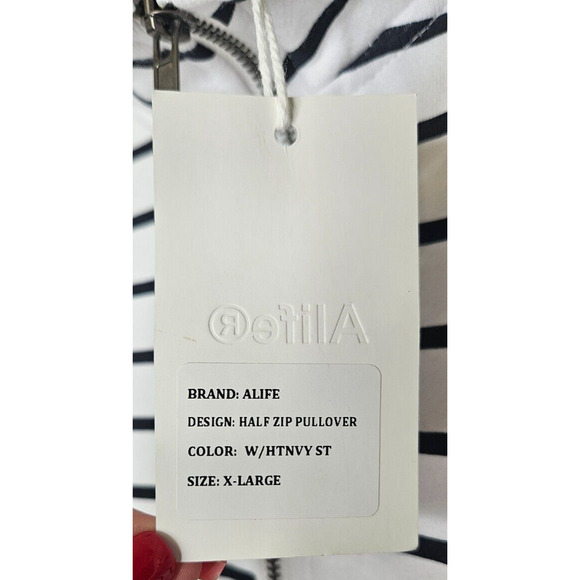 Alife®
BRAND: ALIFE
DESIGN: HALF ZIP PULLOVER
COLOR: W/HTNVY ST
SIZE: X-LARGE